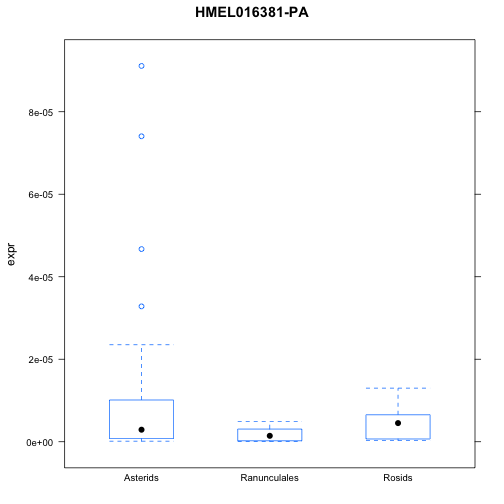 HMEL016381-PA
8e-05
6e-05
4e-05
2e-05
0e+00
expr
Asterids Ranunculales Rosids